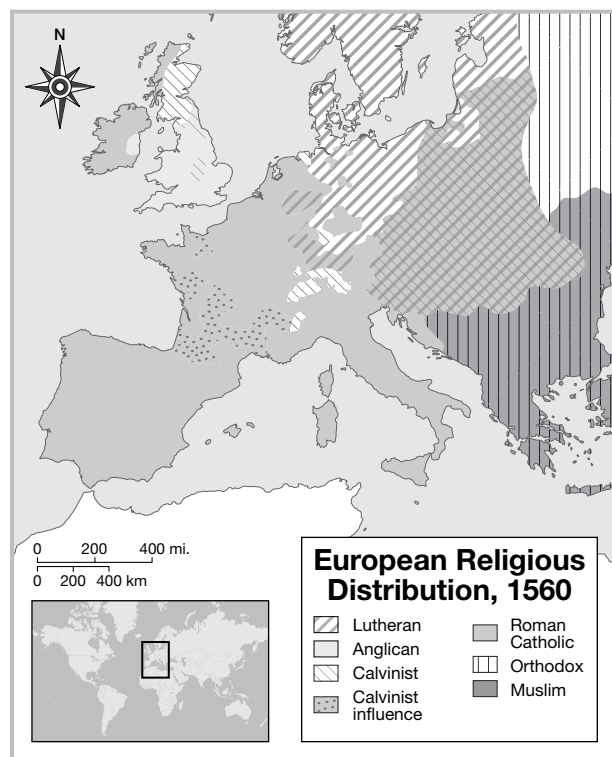 N
0 200 400 mi.
0 200 400 km
European Religious
Distribution, 1560
Lutheran
Anglican
Calvinist
Calvinist
influence
Roman
Catholic
Orthodox
Muslim